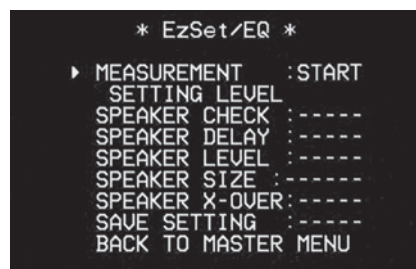 * EzSet/EQ *
MEASUREMENT :START
SETTING LEVEL
SPEAKER CHECK :-----
SPEAKER DELAY :-----
SPEAKER LEVEL :-----
SPEAKER SIZE :------
SPEAKER X-OVER:-----
SAVE SETTING :-----
BACK TO MASTER MENU